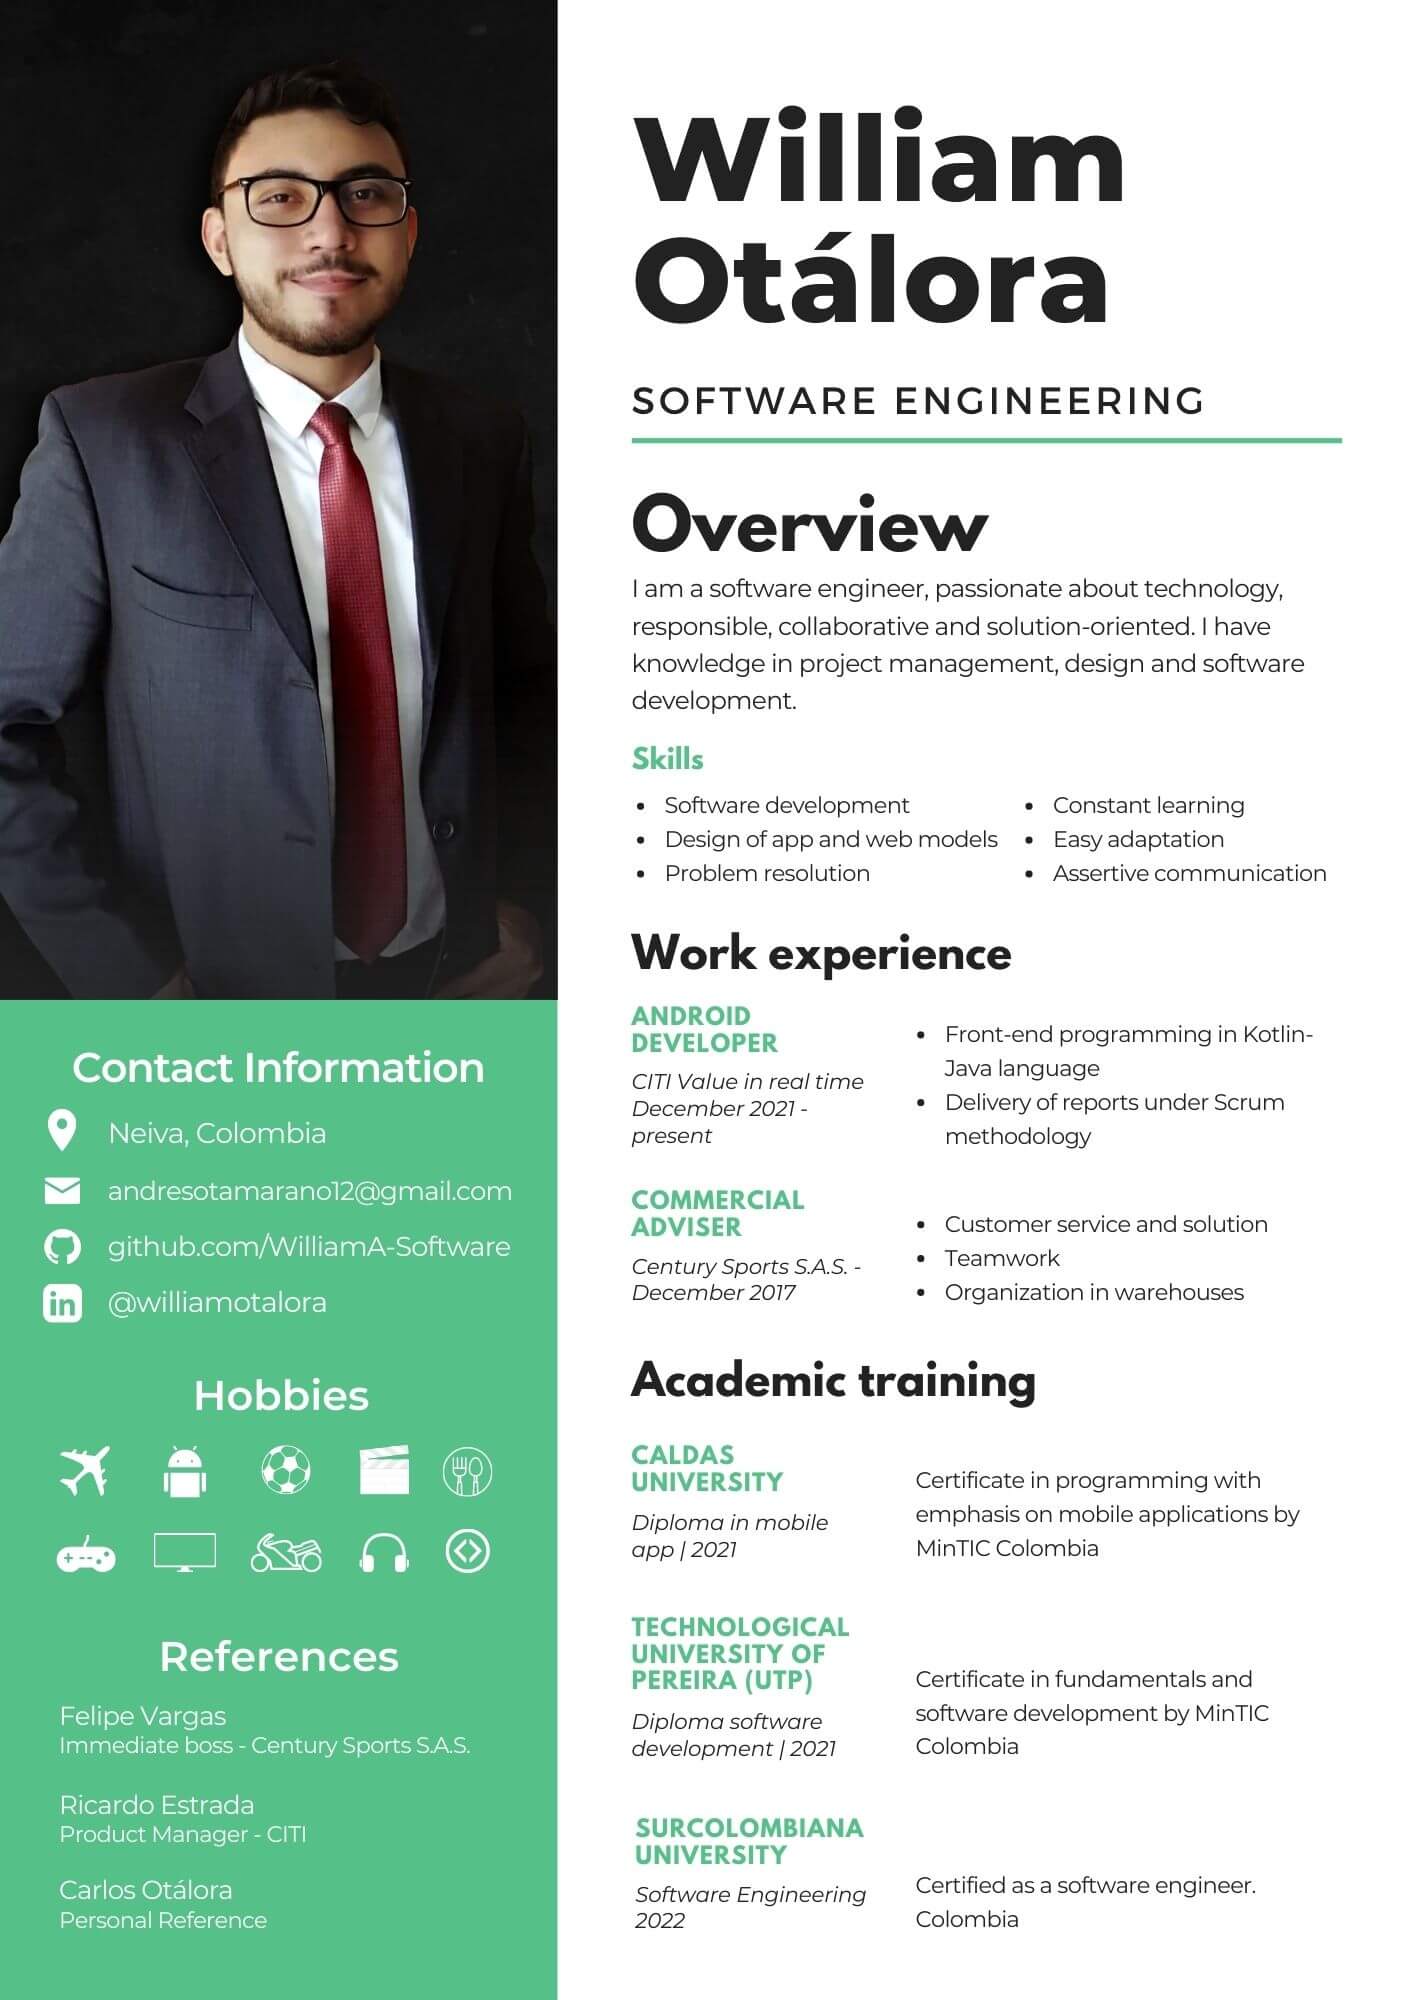 William
Otálora
SOFTWARE ENGINEERING
Overview
I am a software engineer, passionate about technology,
responsible, collaborative and solution-oriented. I have
knowledge in project management, design and software
development.
Skills
Software development
Design of app and web models
Problem resolution
Constant learning
Easy adaptation
Assertive communication
Work experience
ANDROID
DEVELOPER
CITI Value in real time
December 2021 -
present
Front-end programming in Kotlin-
Java language
Delivery of reports under Scrum
methodology
COMMERCIAL
ADVISER
Century Sports S.A.S. -
December 2017
Customer service and solution
Teamwork
Organization in warehouses
Academic training
CALDAS
UNIVERSITY
Diploma in mobile
app | 2021
Certificate in programming with
emphasis on mobile applications by
MinTIC Colombia
TECHNOLOGICAL
UNIVERSITY OF
PEREIRA (UTP)
Diploma software
development | 2021
Certificate in fundamentals and
software development by MinTIC
Colombia
SURCOLOMBIANA
UNIVERSITY
Software Engineering
2022
Certified as a software engineer.
Colombia
Contact Information
Neiva, Colombia
andresotamarano12@gmail.com
github.com/WilliamA-Software
in
@williamotalora
Hobbies
References
Felipe Vargas
Immediate boss - Century Sports S.A.S.
Ricardo Estrada
Product Manager - CITI
Carlos Otálora
Personal Reference